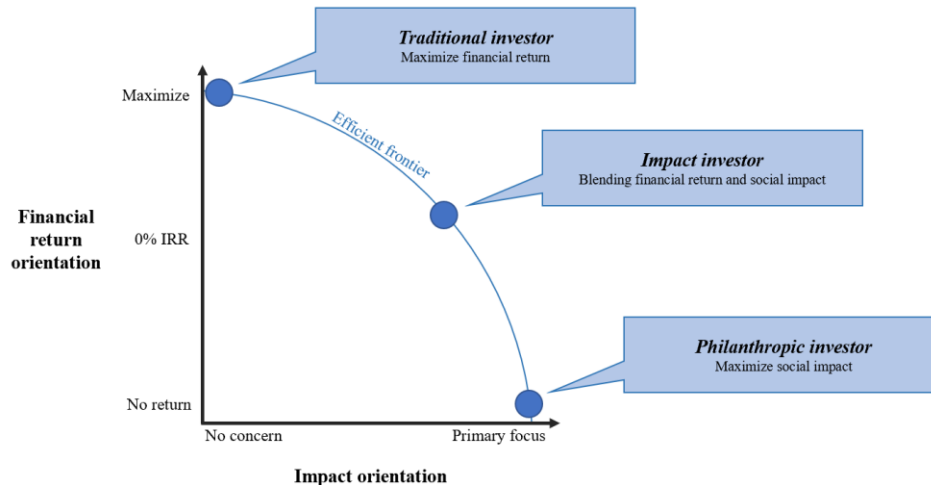 Traditional investor
Maximize financial return
Maximize
Efficient frontier
Impact investor
Blending financial return and social impact
Financial
return
orientation
0% IRR
Philanthropic investor
Maximize social impact
No return
No concern
Primary focus
Impact orientation